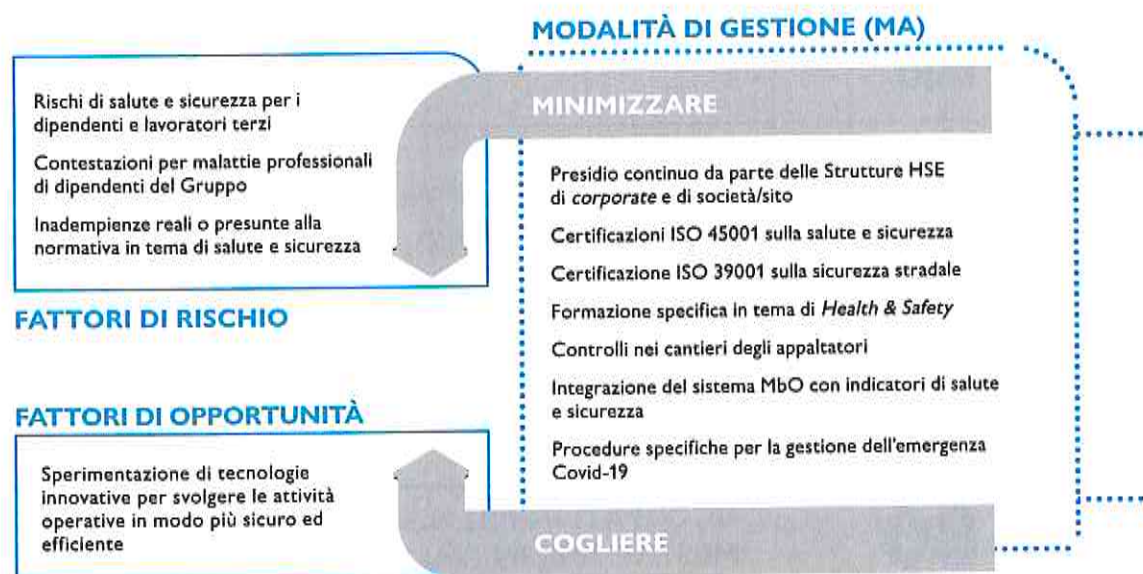 MODALITÀ DI GESTIONE (MA)
Rischi di salute e sicurezza per i
dipendenti e lavoratori terzi
Contestazioni per malattie professionali
di dipendenti del Gruppo
Inadempienze reali o presunte alla
normativa in tema di salute e sicurezza
FATTORI DI RISCHIO
FATTORI DI OPPORTUNITÀ
Sperimentazione di tecnologie
innovative per svolgere le attività
operative in modo più sicuro ed
efficiente
MINIMIZZARE
Presidio continuo da parte delle Strutture HSE
di corporate e di società/sito
Certificazioni ISO 45001 sulla salute e sicurezza
Certificazione ISO 39001 sulla sicurezza stradale
Formazione specifica in tema di Health & Safety
Controlli nei cantieri degli appaltatori
Integrazione del sistema MbO con indicatori di salute
e sicurezza
Procedure specifiche per la gestione dell'emergenza
Covid-19
COGLIERE